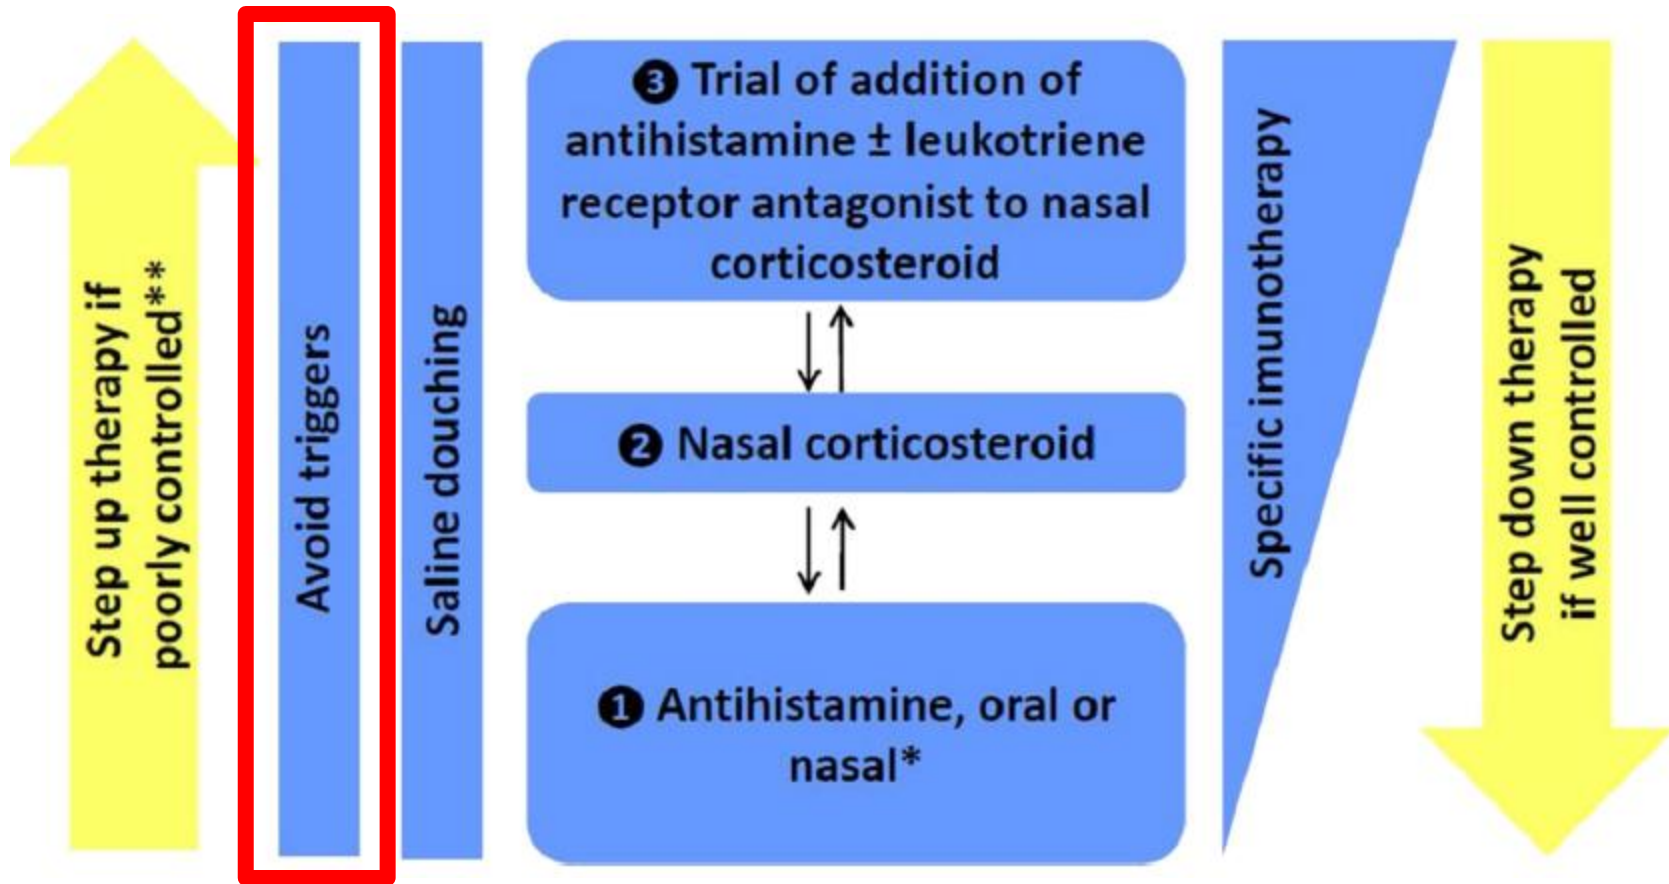 Step up therapy if
poorly controlled**
Avoid triggers
Saline douching
❸ Trial of addition of
antihistamine ± leukotriene
receptor antagonist to nasal
corticosteroid
❷ Nasal corticosteroid
❶ Antihistamine, oral or
nasal*
Specific imunotherapy
Step down therapy
if well controlled